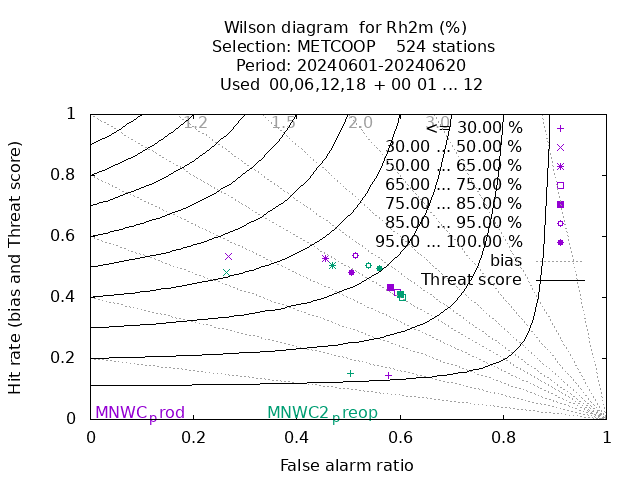 Wilson diagram for Rh2m (%)
Selection: METCOOP 524 stations
Period: 20240601-20240620
Used 00,06,12,18 + 00 01 ... 12
Hit rate (bias and Threat score)
1
0.8
0.6
0.4
0.2
0
1.2 1.5 2.0 3.0
<= 30.00 %
30.00 ... 50.00 %
50.00 ... 65.00 %
65.00 ... 75.00 %
75.00 ... 85.00 %
85.00 ... 95.00 %
95.00 ... 100.00 %
bias
Threat score
MNWC_prod MNWC2_preop
0 0.2 0.4 0.6 0.8 1
False alarm ratio